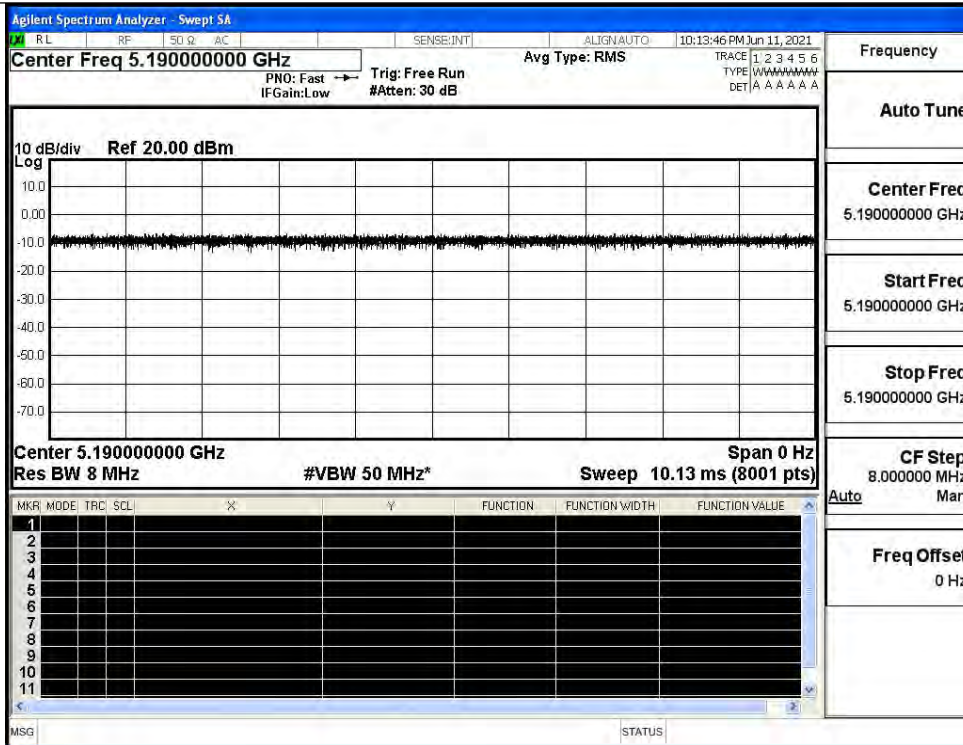 Agilent Spectrum Analyzer - Swept SA
LXI RL RF 50 Ω AC SENSE:INT ALIGNAUTO 10:13:46 PM Jun 11, 2021
Center Freq 5.190000000 GHz Avg Type: RMS TRACE 1 2 3 4 5 6
PNO: Fast Trig: Free Run TYPE WWWWWW
IFGain:Low #Atten: 30 dB DET A A A A A A
10 dB/div Ref 20.00 dBm
Log
10.0
0.00
-10.0
-20.0
-30.0
-40.0
-50.0
-60.0
-70.0
Center 5.190000000 GHz Span 0 Hz
Res BW 8 MHz #VBW 50 MHz* Sweep 10.13 ms (8001 pts)
MKR MODE TRC SCL X Y FUNCTION FUNCTION WIDTH FUNCTION VALUE
1
2
3
4
5
6
7
8
9
10
11
MSG STATUS
Frequency
Auto Tune
Center Freq
5.190000000 GHz
Start Freq
5.190000000 GHz
Stop Freq
5.190000000 GHz
CF Step
8.000000 MHz
Auto Man
Freq Offset
0 Hz